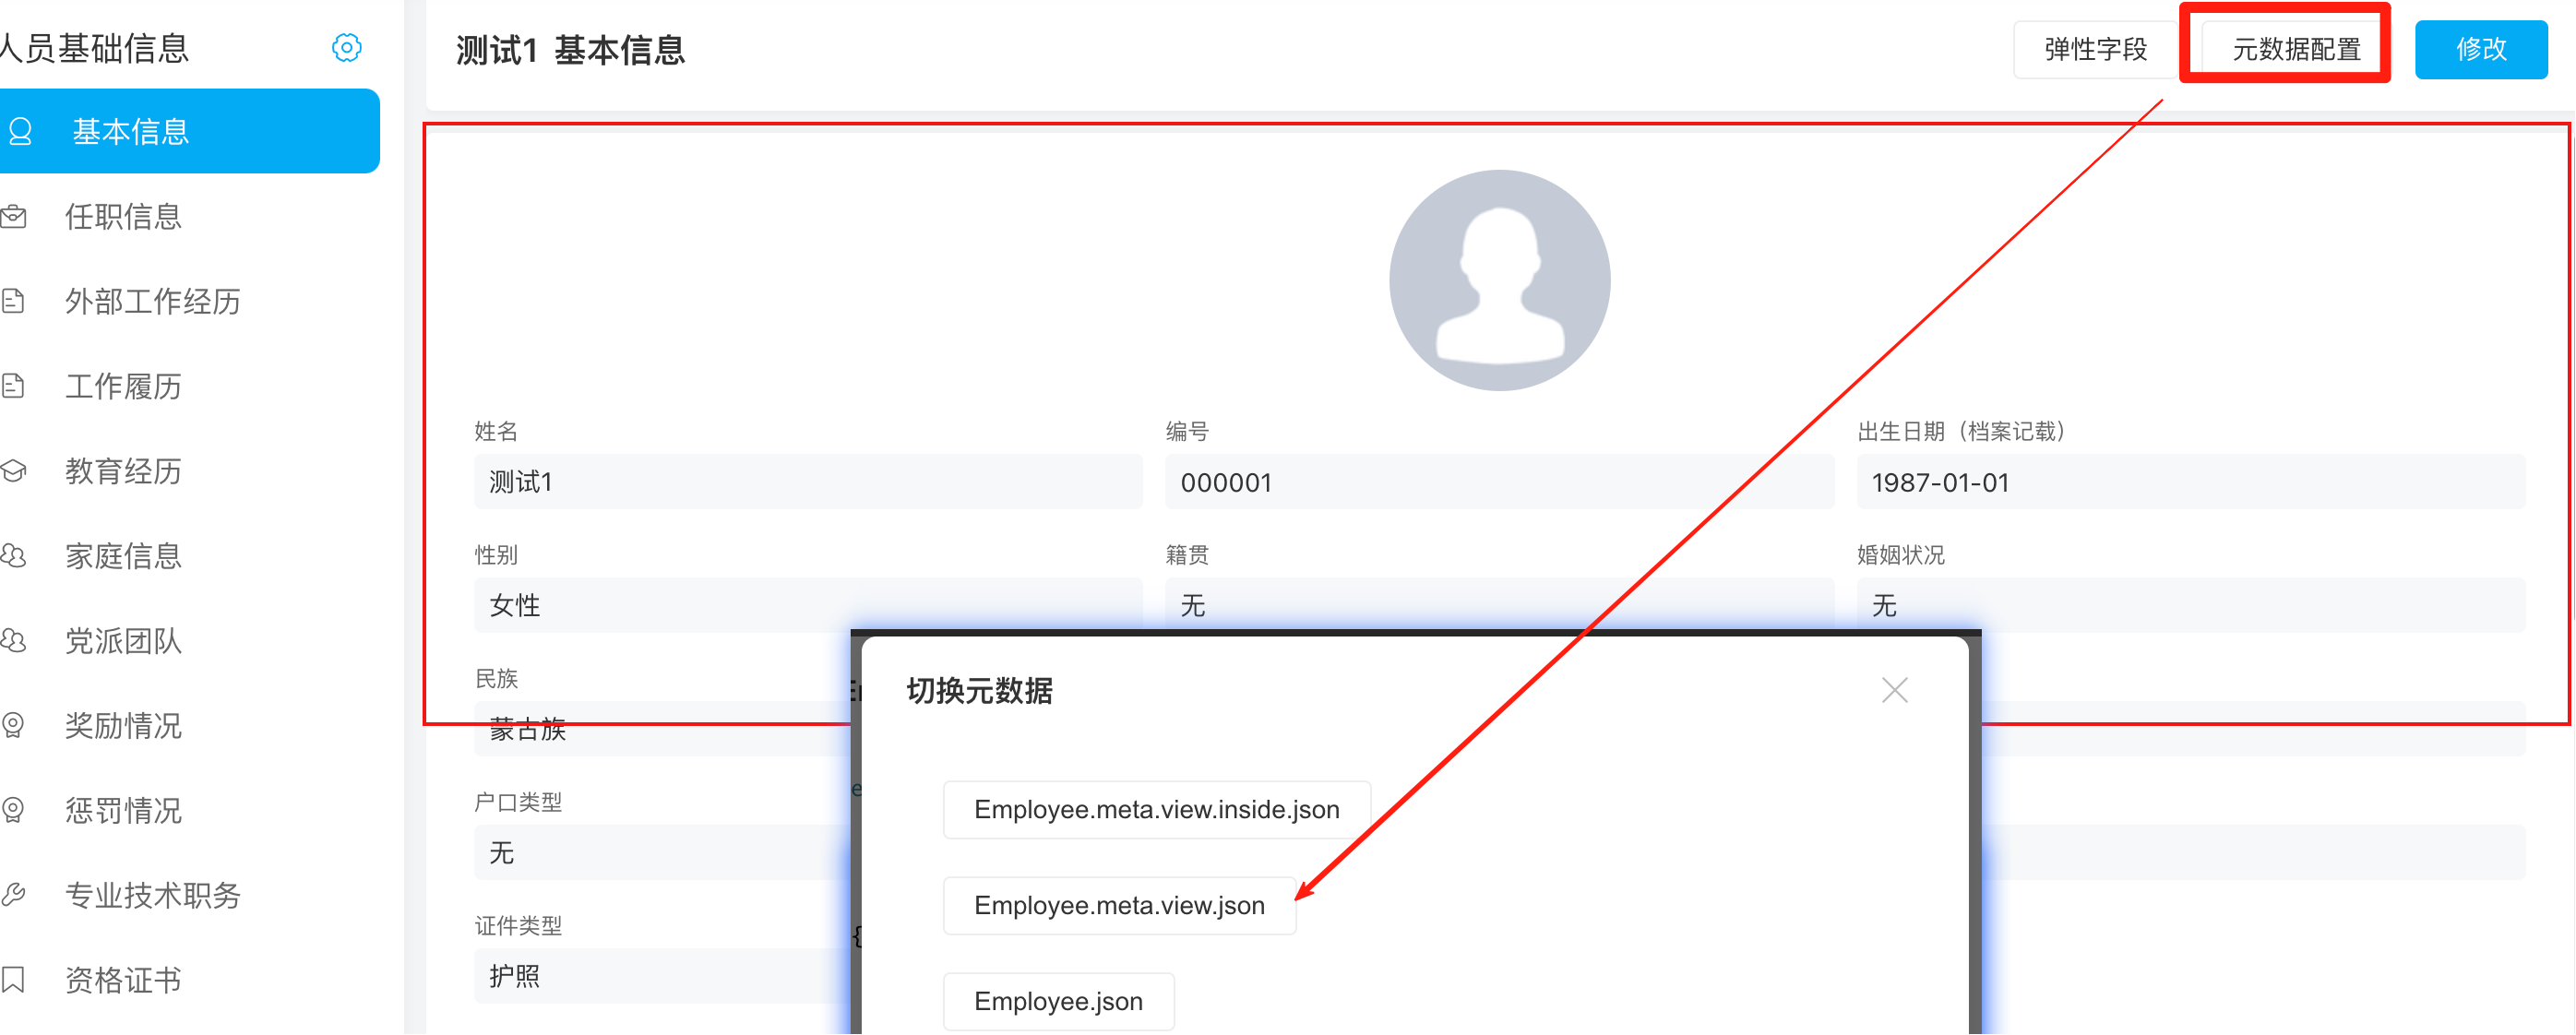 人员基础信息
基本信息
任职信息
外部工作经历
工作履历
教育经历
家庭信息
党派团队
奖励情况
惩罚情况
专业技术职务
资格证书
测试1 基本信息
弹性字段
元数据配置
修改
姓名
编号
出生日期（档案记载）
测试1
000001
1987-01-01
性别
籍贯
婚姻状况
女性
无
无
民族
蒙古族
户口类型
无
证件类型
护照
切换元数据
Employee.meta.view.inside.json
Employee.meta.view.json
Employee.json